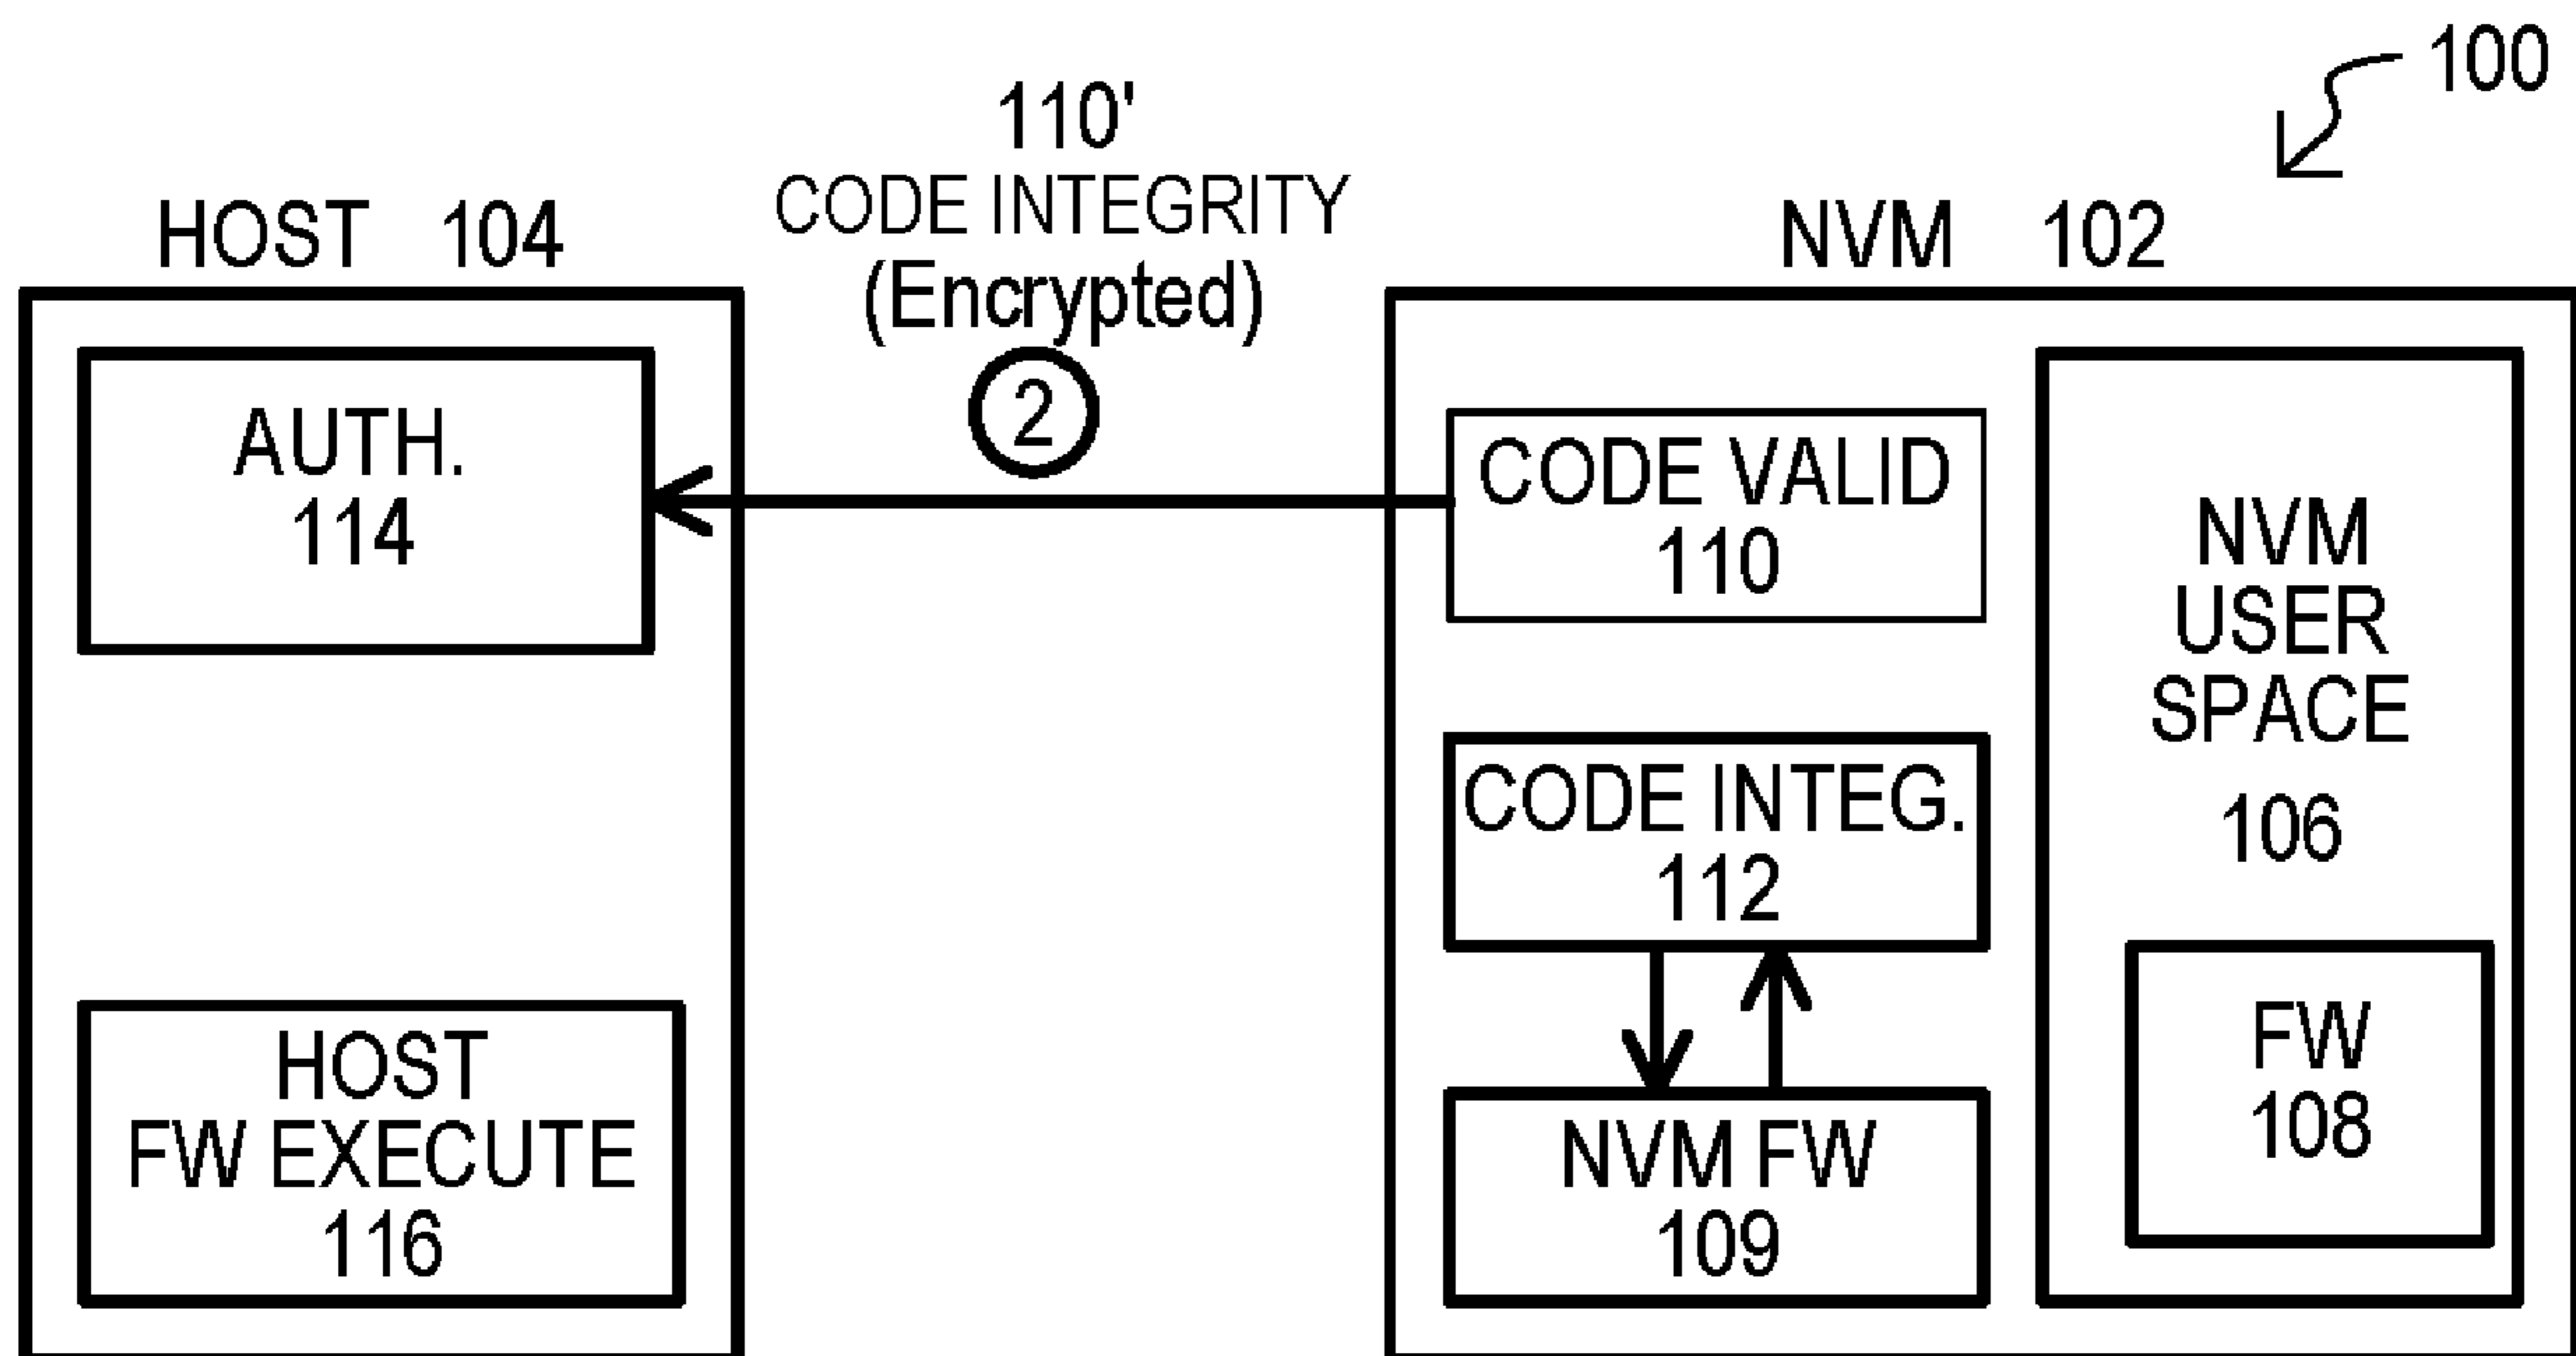 100
110'
CODE INTEGRITY
(Encrypted)
2
HOST 104
AUTH.
114
HOST
FW EXECUTE
116
NVM 102
CODE VALID
110
CODE INTEG.
112
NVM FW
109
NVM
USER
SPACE
106
FW
108